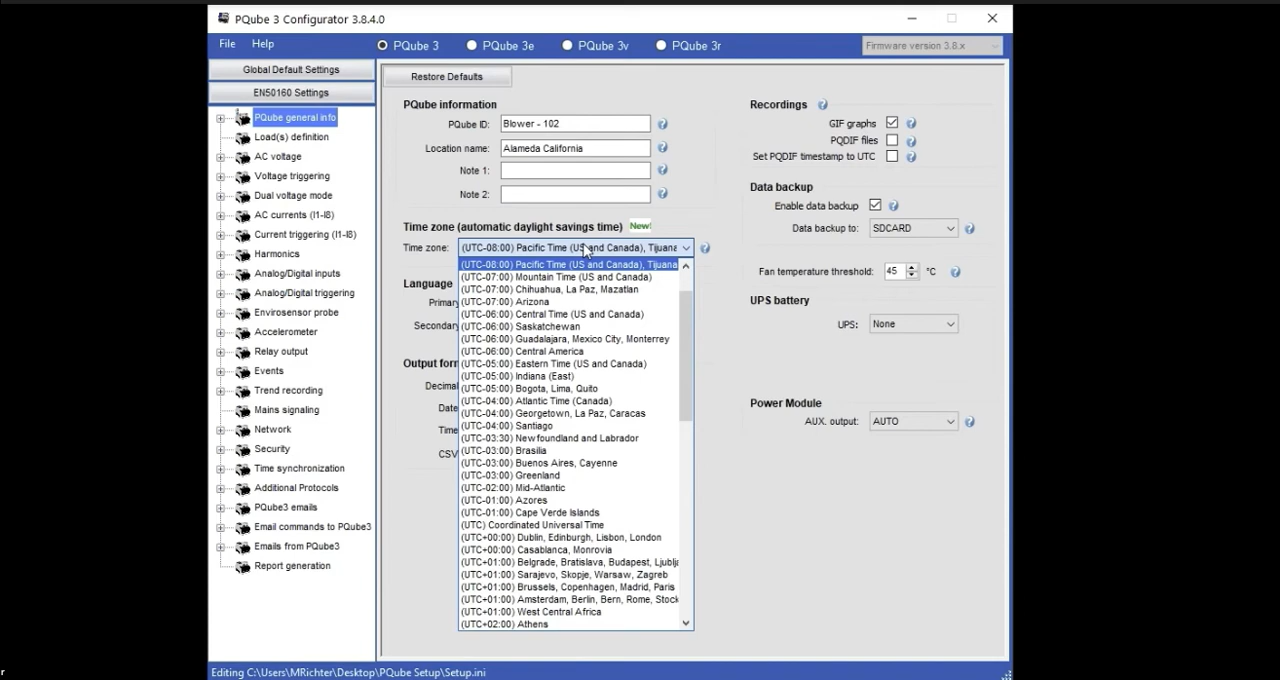 PQube 3 Configurator 3.8.4.0
File Help
PQube 3 PQube 3e PQube 3v PQube 3r
Firmware version 3.8.x
Global Default Settings
EN50160 Settings
PQube general info
Load(s) definition
AC voltage
Voltage triggering
Dual voltage mode
AC currents (I1-I8)
Current triggering (I1-I8)
Harmonics
Analog/Digital inputs
Analog/Digital triggering
Envirosensor probe
Accelerometer
Relay output
Events
Trend recording
Mains signaling
Network
Security
Time synchronization
Additional Protocols
PQube3 emails
Email commands to PQube3
Emails from PQube3
Report generation
Restore Defaults
PQube information
PQube ID: Blower - 102
Location name: Alameda California
Note 1:
Note 2:
Time zone (automatic daylight savings time) New!
Time zone: (UTC-08:00) Pacific Time (US and Canada), Tijuana
(UTC-08:00) Pacific Time (US and Canada), Tijuana
(UTC-07:00) Mountain Time (US and Canada)
(UTC-07:00) Chihuahua, La Paz, Mazatlan
(UTC-07:00) Arizona
(UTC-06:00) Central Time (US and Canada)
(UTC-06:00) Saskatchewan
(UTC-06:00) Guadalajara, Mexico City, Monterrey
(UTC-06:00) Central America
(UTC-05:00) Eastern Time (US and Canada)
(UTC-05:00) Indiana (East)
(UTC-05:00) Bogota, Lima, Quito
(UTC-04:00) Atlantic Time (Canada)
(UTC-04:00) Georgetown, La Paz, Caracas
(UTC-04:00) Santiago
(UTC-03:30) Newfoundland and Labrador
(UTC-03:00) Brasilia
(UTC-03:00) Buenos Aires, Cayenne
(UTC-03:00) Greenland
(UTC-02:00) Mid-Atlantic
(UTC-01:00) Azores
(UTC-01:00) Cape Verde Islands
(UTC) Coordinated Universal Time
(UTC+00:00) Dublin, Edinburgh, Lisbon, London
(UTC+00:00) Casablanca, Monrovia
(UTC+01:00) Belgrade, Bratislava, Budapest, Ljublja
(UTC+01:00) Sarajevo, Skopje, Warsaw, Zagreb
(UTC+01:00) Brussels, Copenhagen, Madrid, Paris
(UTC+01:00) Amsterdam, Berlin, Bern, Rome, Stock
(UTC+01:00) West Central Africa
(UTC+02:00) Athens
Language
Primary
Secondary
Output form
Decimal
Date
Time
CSV
Recordings
GIF graphs
PQDIF files
Set PQDIF timestamp to UTC
Data backup
Enable data backup
Data backup to: SDCARD
Fan temperature threshold: 45 °C
UPS battery
UPS: None
Power Module
AUX. output: AUTO
Editing C:\Users\MRichter\Desktop\PQube Setup\Setup.ini
r